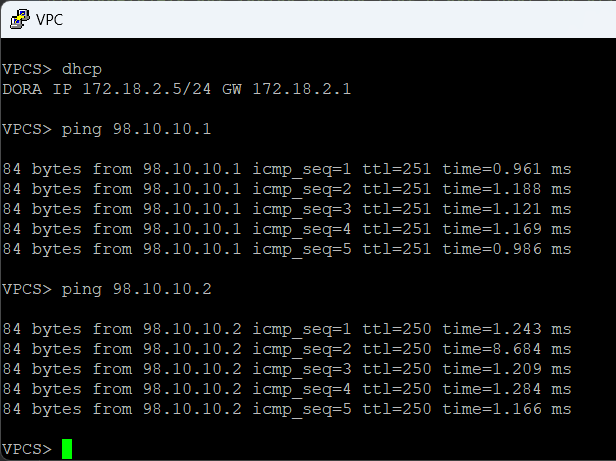 VPC
VPCS> dhcp
DORA IP 172.18.2.5/24 GW 172.18.2.1
VPCS> ping 98.10.10.1
84 bytes from 98.10.10.1 icmp_seq=1 ttl=251 time=0.961 ms
84 bytes from 98.10.10.1 icmp_seq=2 ttl=251 time=1.188 ms
84 bytes from 98.10.10.1 icmp_seq=3 ttl=251 time=1.121 ms
84 bytes from 98.10.10.1 icmp_seq=4 ttl=251 time=1.169 ms
84 bytes from 98.10.10.1 icmp_seq=5 ttl=251 time=0.986 ms
VPCS> ping 98.10.10.2
84 bytes from 98.10.10.2 icmp_seq=1 ttl=250 time=1.243 ms
84 bytes from 98.10.10.2 icmp_seq=2 ttl=250 time=8.684 ms
84 bytes from 98.10.10.2 icmp_seq=3 ttl=250 time=1.209 ms
84 bytes from 98.10.10.2 icmp_seq=4 ttl=250 time=1.284 ms
84 bytes from 98.10.10.2 icmp_seq=5 ttl=250 time=1.166 ms
VPCS>